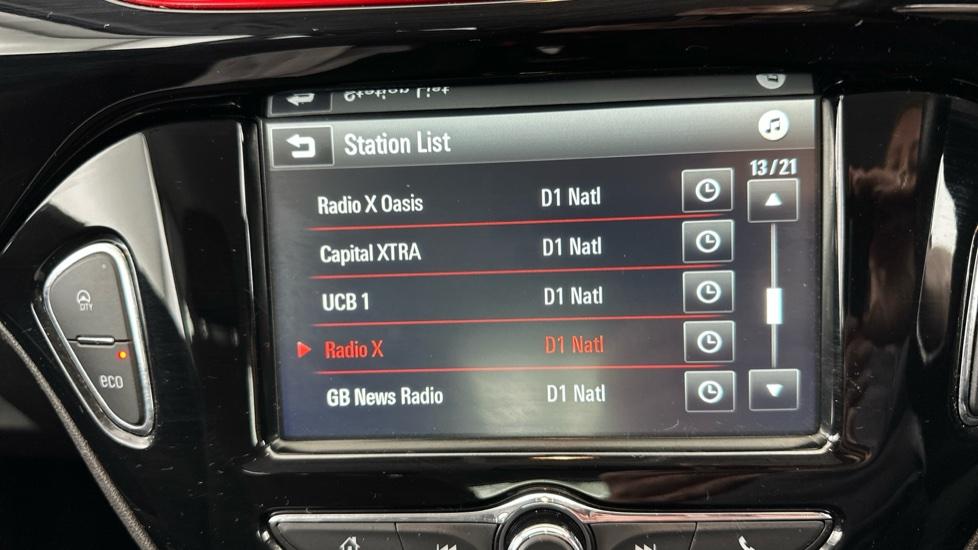 Station List
13/21
Radio X Oasis D1 Natl
Capital XTRA D1 Natl
UCB 1 D1 Natl
Radio X D1 Natl
GB News Radio D1 Natl
CITY
eco